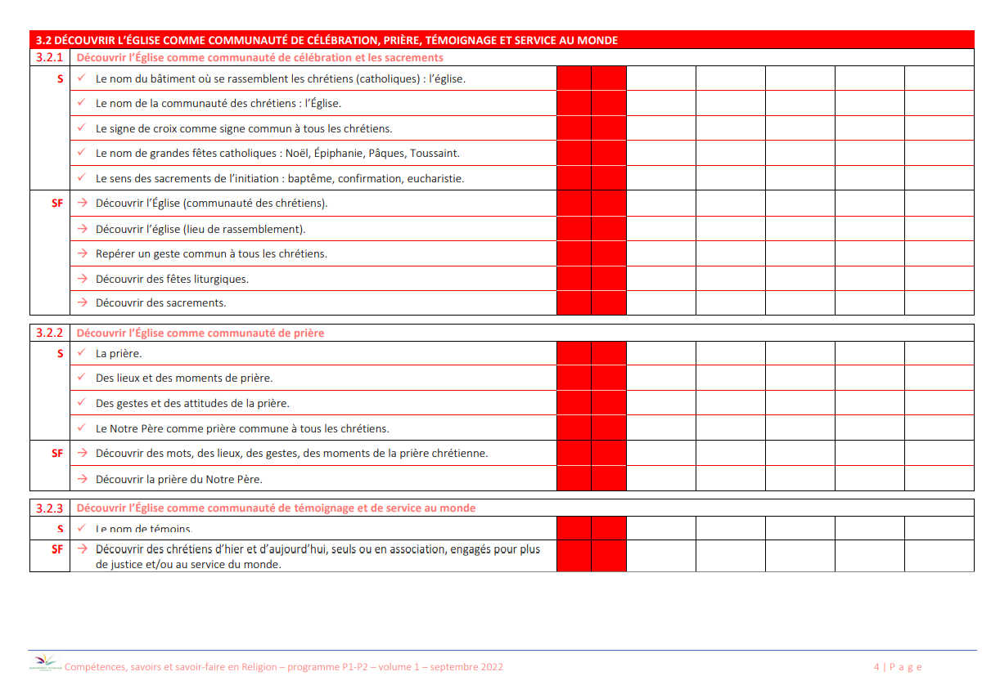 3.2 DÉCOUVRIR L’ÉGLISE COMME COMMUNAUTÉ DE CÉLÉBRATION, PRIÈRE, TÉMOIGNAGE ET SERVICE AU MONDE
3.2.1 Découvrir l’Église comme communauté de célébration et les sacrements
S ✓ Le nom du bâtiment où se rassemblent les chrétiens (catholiques) : l’église.
✓ Le nom de la communauté des chrétiens : l’Église.
✓ Le signe de croix comme signe commun à tous les chrétiens.
✓ Le nom de grandes fêtes catholiques : Noël, Épiphanie, Pâques, Toussaint.
✓ Le sens des sacrements de l’initiation : baptême, confirmation, eucharistie.
SF → Découvrir l’Église (communauté des chrétiens).
→ Découvrir l’église (lieu de rassemblement).
→ Repérer un geste commun à tous les chrétiens.
→ Découvrir des fêtes liturgiques.
→ Découvrir des sacrements.
3.2.2 Découvrir l’Église comme communauté de prière
S ✓ La prière.
✓ Des lieux et des moments de prière.
✓ Des gestes et des attitudes de la prière.
✓ Le Notre Père comme prière commune à tous les chrétiens.
SF → Découvrir des mots, des lieux, des gestes, des moments de la prière chrétienne.
→ Découvrir la prière du Notre Père.
3.2.3 Découvrir l’Église comme communauté de témoignage et de service au monde
S ✓ Le nom de témoins.
SF → Découvrir des chrétiens d’hier et d’aujourd’hui, seuls ou en association, engagés pour plus
de justice et/ou au service du monde.
Compétences, savoirs et savoir-faire en Religion – programme P1-P2 – volume 1 – septembre 2022
4 | P a g e